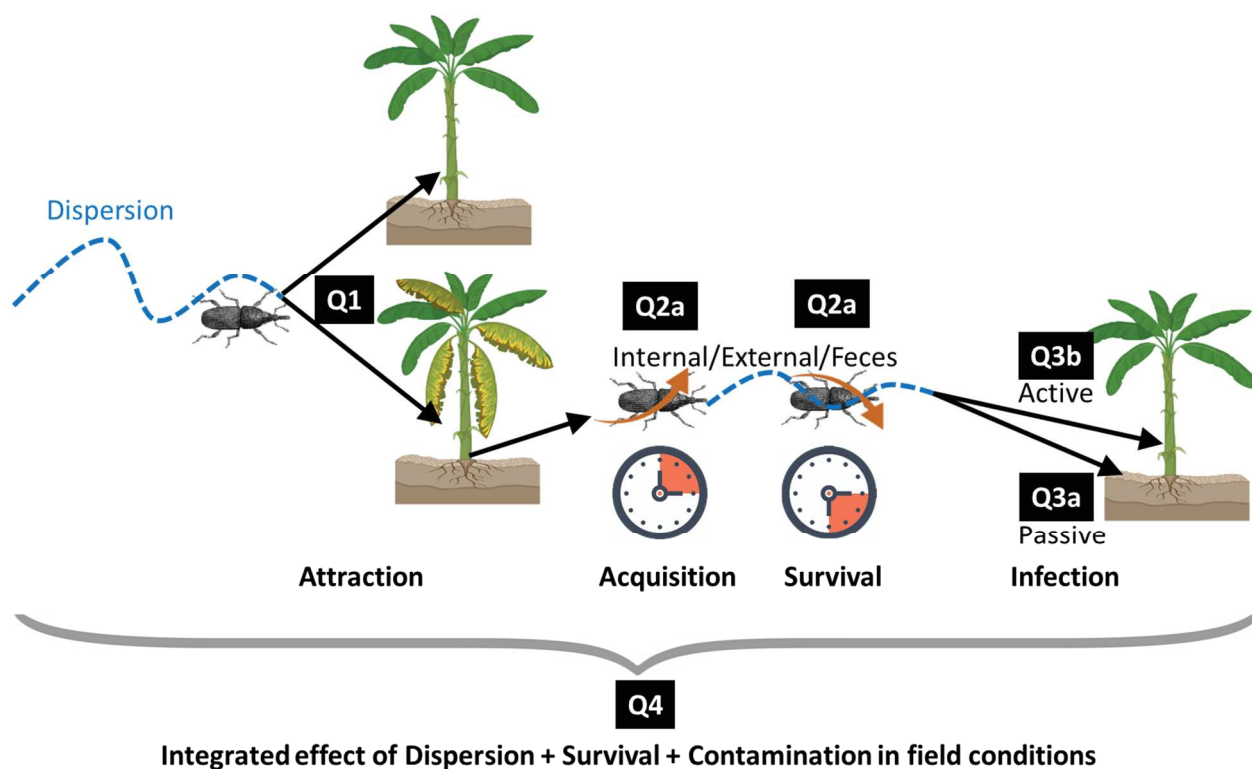 Dispersion
Q1
Q2a
Q2a
Internal/External/Feces
Q3b
Active
Q3a
Passive
Attraction
Acquisition
Survival
Infection
Q4
Integrated effect of Dispersion + Survival + Contamination in field conditions